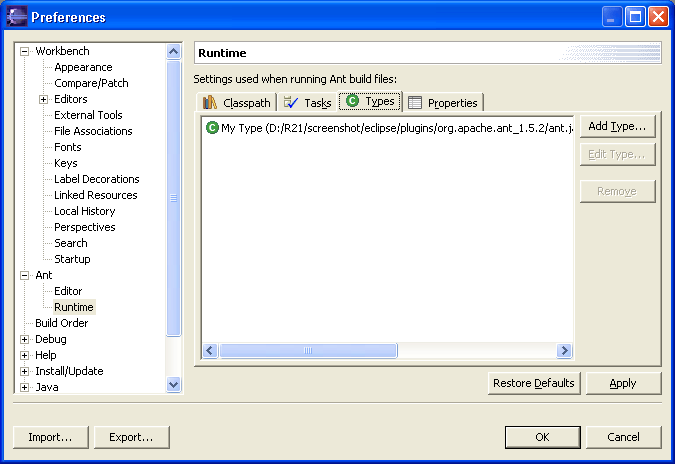 Preferences
Workbench
Appearance
Compare/Patch
Editors
External Tools
File Associations
Fonts
Keys
Label Decorations
Linked Resources
Local History
Perspectives
Search
Startup
Ant
Editor
Runtime
Build Order
Debug
Help
Install/Update
Java
Runtime
Settings used when running Ant build files:
Classpath Tasks Types Properties
My Type (D:/R21/screenshot/eclipse/plugins/org.apache.ant_1.5.2/ant.j
Add Type...
Edit Type...
Remove
Restore Defaults Apply
Import... Export... OK Cancel